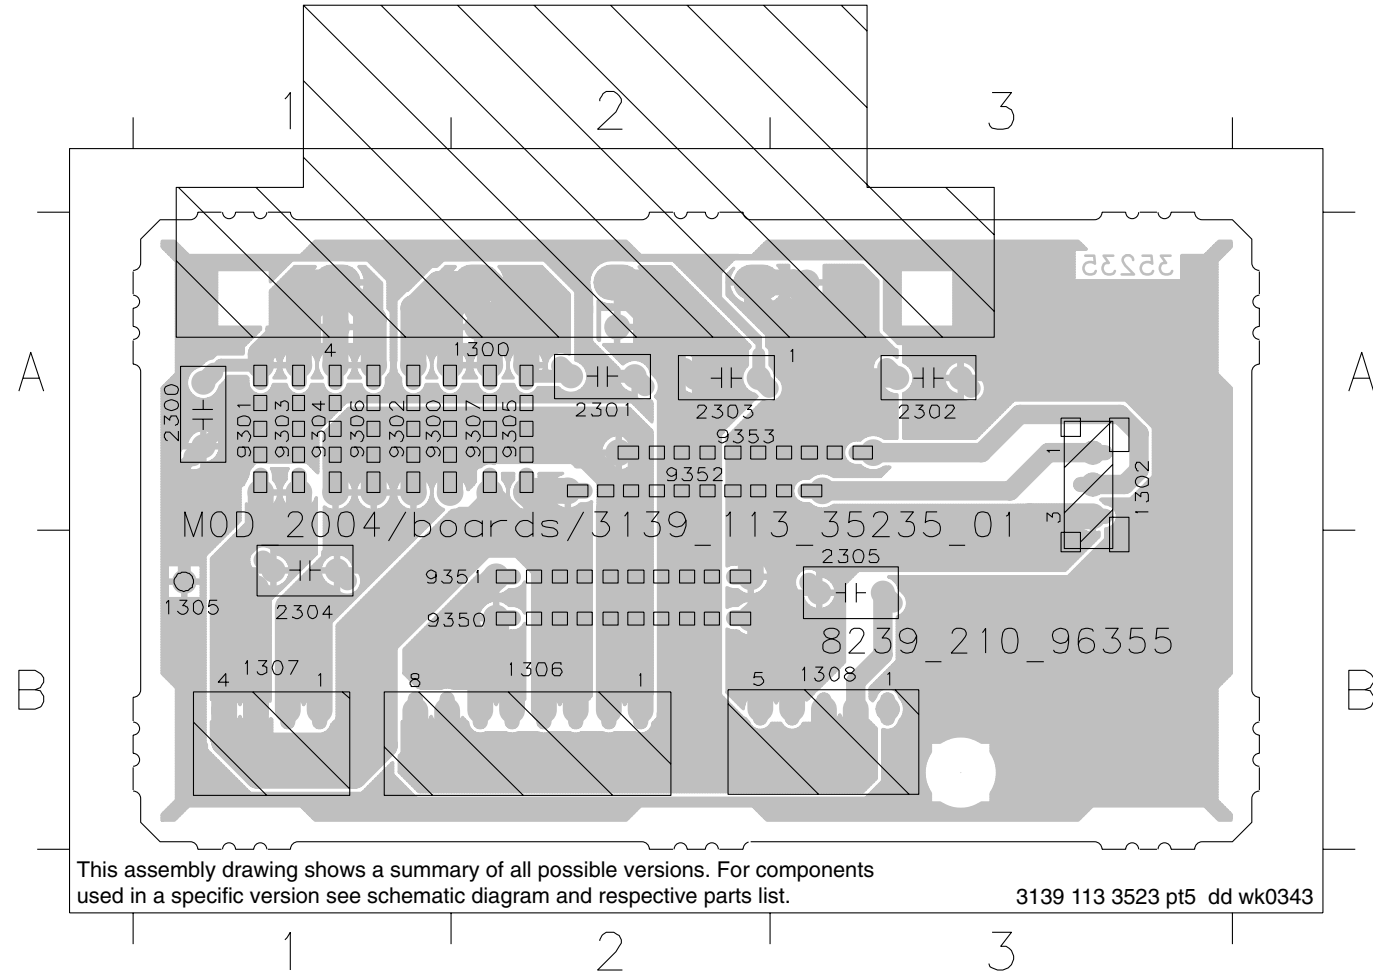 1 2 3
35235
A A
4 1300 1
2300 2301 2303 2302
9301 9303 9304 9306 9302 9300 9307 9305
9353
9352
1 3 1302
MOD_2004/boards/3139_113_35235_01
2305
9351
1305 2304
9350
8239_210_96355
1307 1306 1308
4 1 8 1 5 1
B B
This assembly drawing shows a summary of all possible versions. For components
used in a specific version see schematic diagram and respective parts list.
3139 113 3523 pt5 dd wk0343
1 2 3